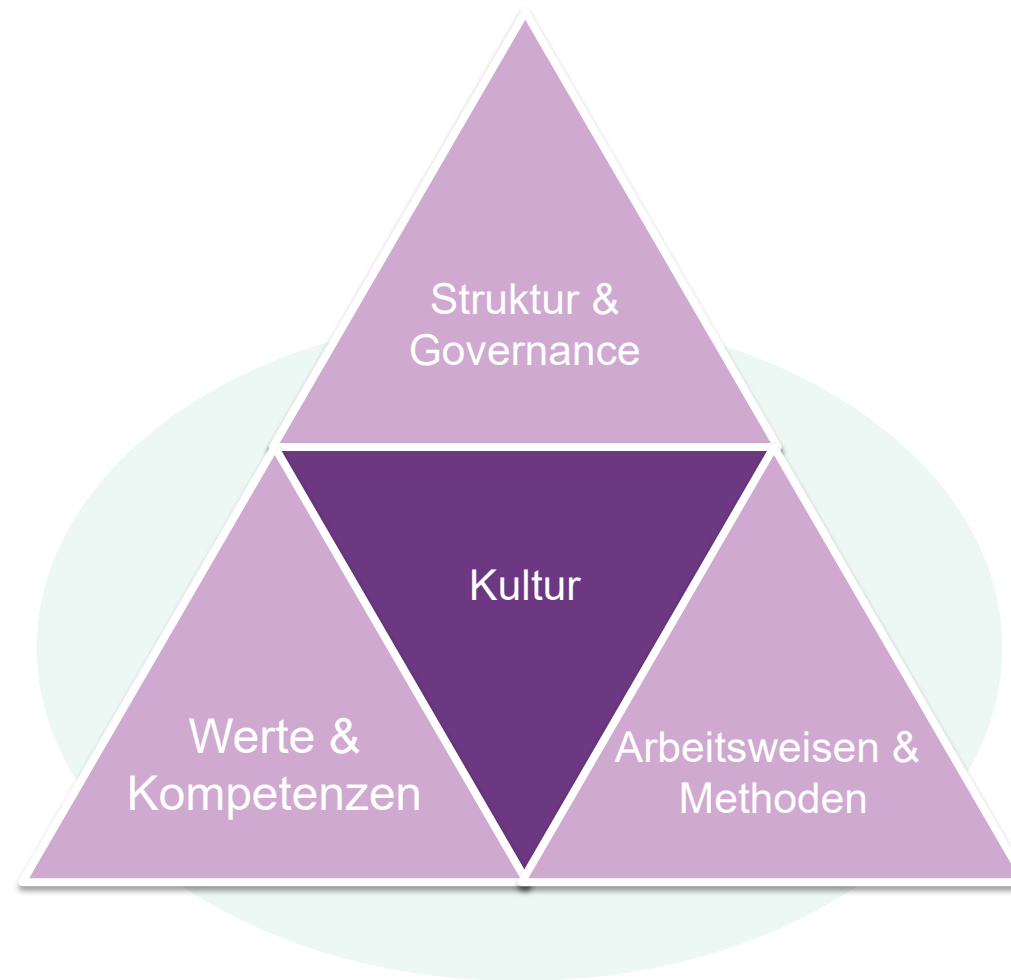 Struktur &
Governance
Kultur
Werte &
Kompetenzen
Arbeitsweisen &
Methoden